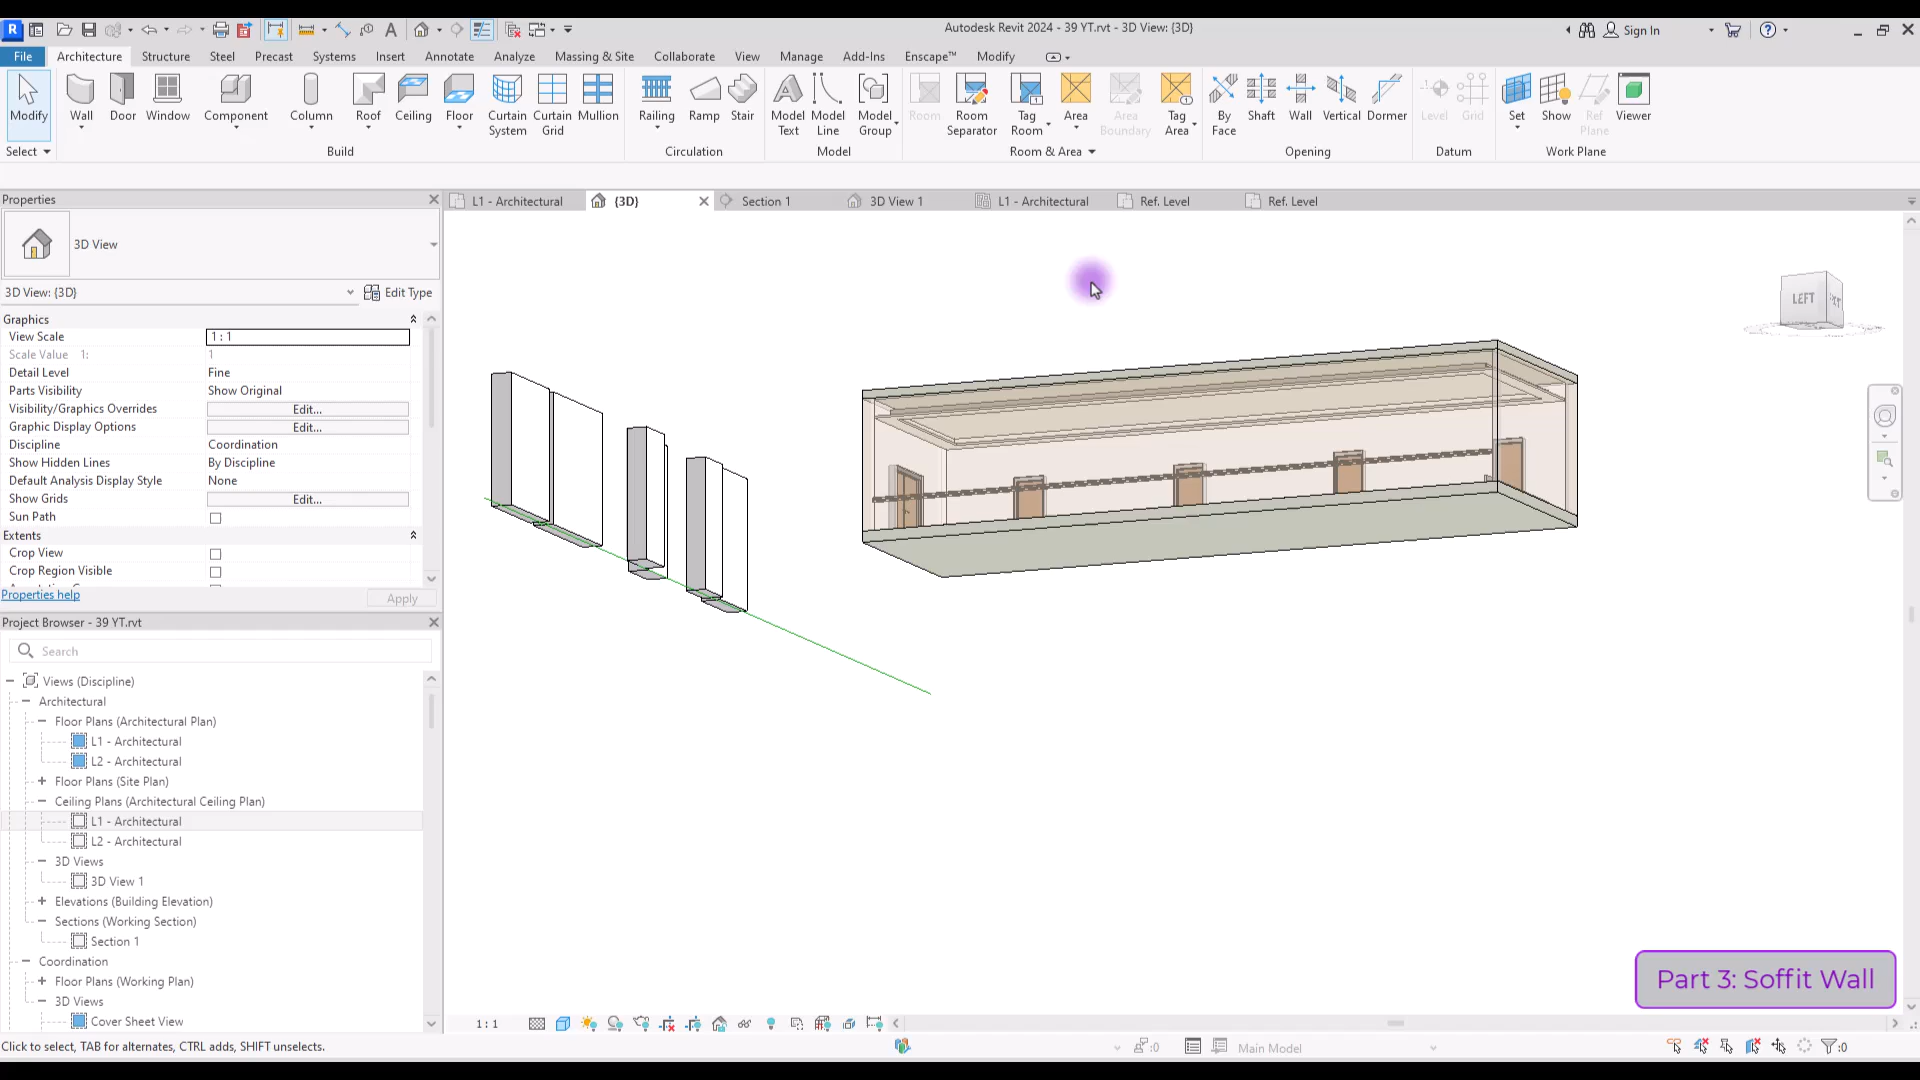 Autodesk Revit 2024 - 39 YT.rvt - 3D View: {3D}
Sign In
File Architecture Structure Steel Precast Systems Insert Annotate Analyze Massing & Site Collaborate View Manage Add-Ins Enscape™ Modify
Modify Wall Door Window Component Column Roof Ceiling Floor Curtain System Curtain Grid Mullion Railing Ramp Stair Model Text Model Line Model Group Room Room Separator Tag Room Area Area Boundary Tag Area By Face Shaft Wall Vertical Dormer Level Grid Set Show Ref Plane Viewer
Select Build Circulation Model Room & Area Opening Datum Work Plane
Properties
L1 - Architectural {3D} Section 1 3D View 1 L1 - Architectural Ref. Level Ref. Level
3D View
3D View: {3D} Edit Type
Graphics
View Scale 1 : 1
Scale Value 1: 1
Detail Level Fine
Parts Visibility Show Original
Visibility/Graphics Overrides Edit...
Graphic Display Options Edit...
Discipline Coordination
Show Hidden Lines By Discipline
Default Analysis Display Style None
Show Grids Edit...
Sun Path
Extents
Crop View
Crop Region Visible
Properties help Apply
LEFT
Project Browser - 39 YT.rvt
Search
Views (Discipline)
Architectural
Floor Plans (Architectural Plan)
L1 - Architectural
L2 - Architectural
Floor Plans (Site Plan)
Ceiling Plans (Architectural Ceiling Plan)
L1 - Architectural
L2 - Architectural
3D Views
3D View 1
Elevations (Building Elevation)
Sections (Working Section)
Section 1
Coordination
Floor Plans (Working Plan)
3D Views
Cover Sheet View
Part 3: Soffit Wall
1 : 1
Click to select, TAB for alternates, CTRL adds, SHIFT unselects.
:0
Main Model
:0